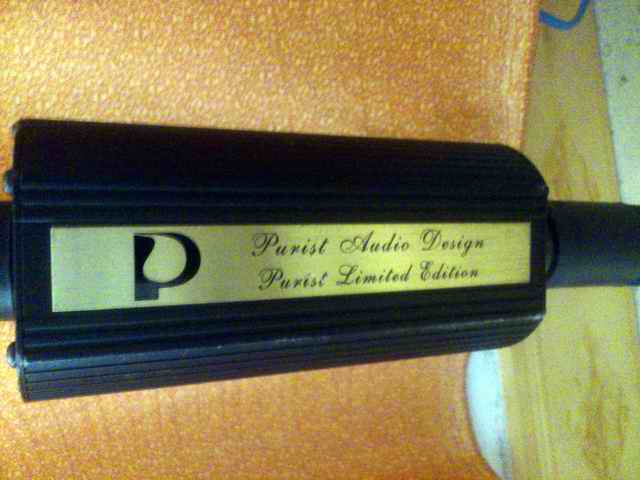 P
Purist Audio Design
Purist Limited Edition